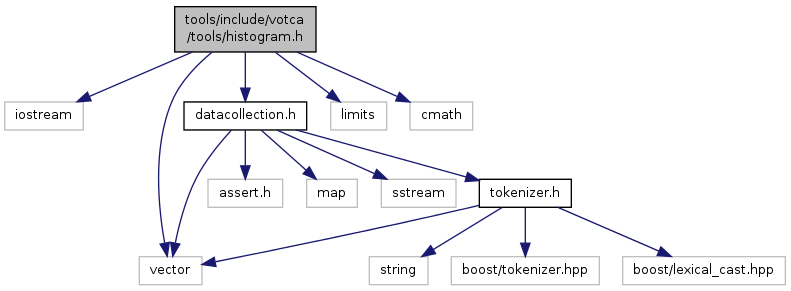 tools/include/votca
/tools/histogram.h
iostream
datacollection.h
limits
cmath
assert.h
map
sstream
tokenizer.h
vector
string
boost/tokenizer.hpp
boost/lexical_cast.hpp